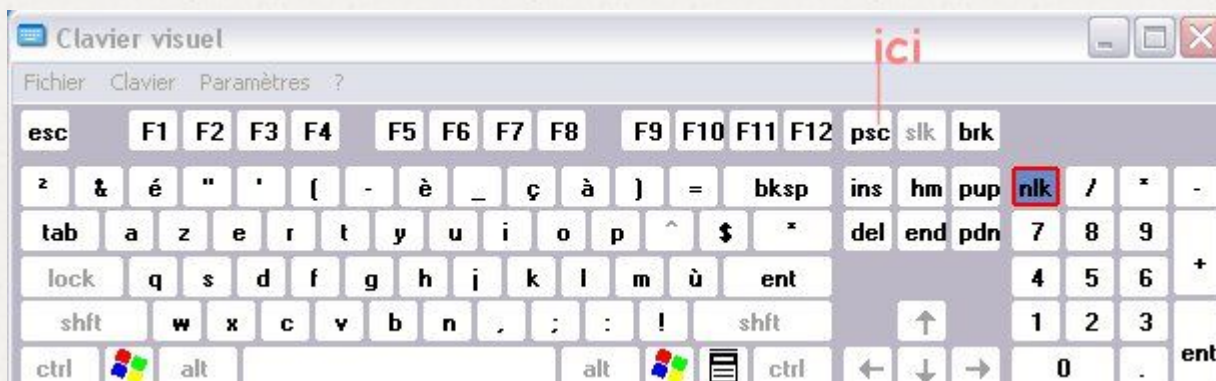 Clavier visuel
ici
Fichier Clavier Paramètres ?
esc F1 F2 F3 F4 F5 F6 F7 F8 F9 F10 F11 F12 psc slk brk
² & é " ' ( - è _ ç à ) = bksp ins hm pup nlk / * -
tab a z e r t y u i o p ^ $ * del end pdn 7 8 9
lock q s d f g h j k l m ù ent 4 5 6 +
shft w x c v b n , ; : ! shft ↑ 1 2 3
ctrl alt alt ctrl ← ↓ → 0 . ent